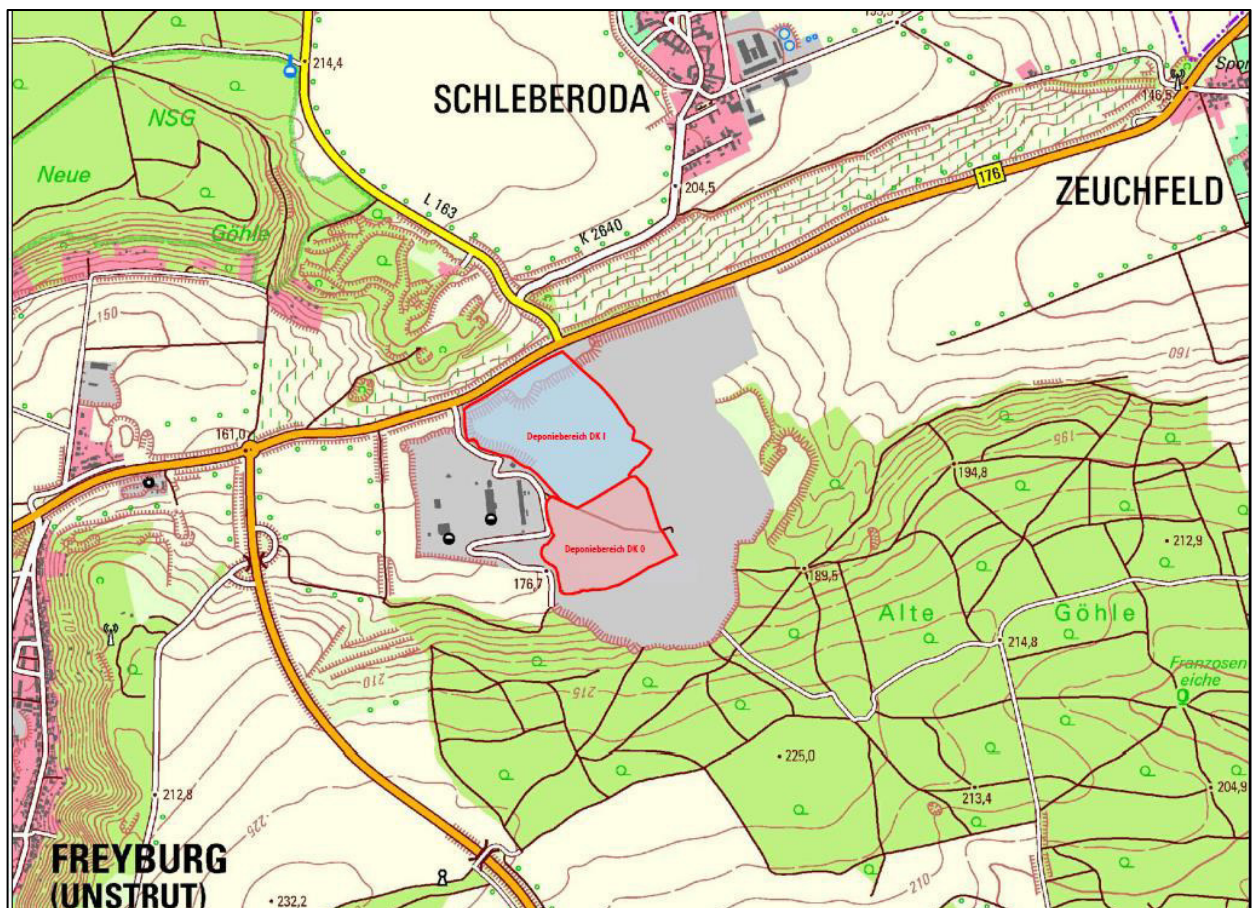 214,4
SCHLEBERODA
146,5
NSG
Neue
Göhle
L 163
204,5
K 2640
176
ZEUCHFELD
150
160
161,0
Deponiebereich DK I
195
194,8
Deponiebereich DK 0
212,9
176,7
189,5
Alte
Göhle
214,8
210
215
Franzosen
eiche
225,0
212,8
213,4
204,9
225
210
FREYBURG
(UNSTRUT)
232,2